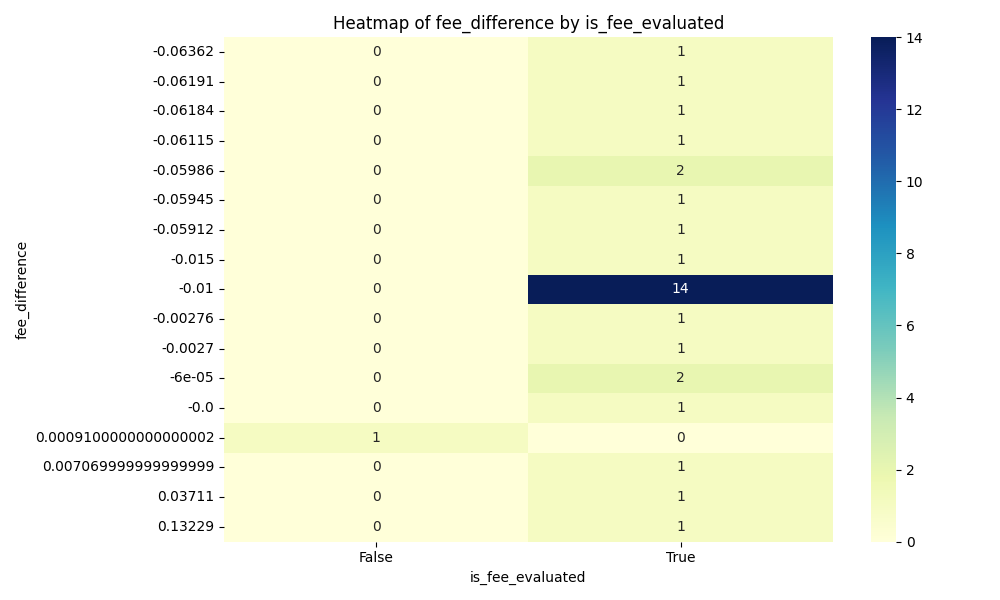 Heatmap of fee_difference by is_fee_evaluated
fee_difference
-0.06362 0 1
-0.06191 0 1
-0.06184 0 1
-0.06115 0 1
-0.05986 0 2
-0.05945 0 1
-0.05912 0 1
-0.015 0 1
-0.01 0 14
-0.00276 0 1
-0.0027 0 1
-6e-05 0 2
-0.0 0 1
0.0009100000000000002 1 0
0.007069999999999999 0 1
0.03711 0 1
0.13229 0 1
False True
is_fee_evaluated
14
12
10
8
6
4
2
0